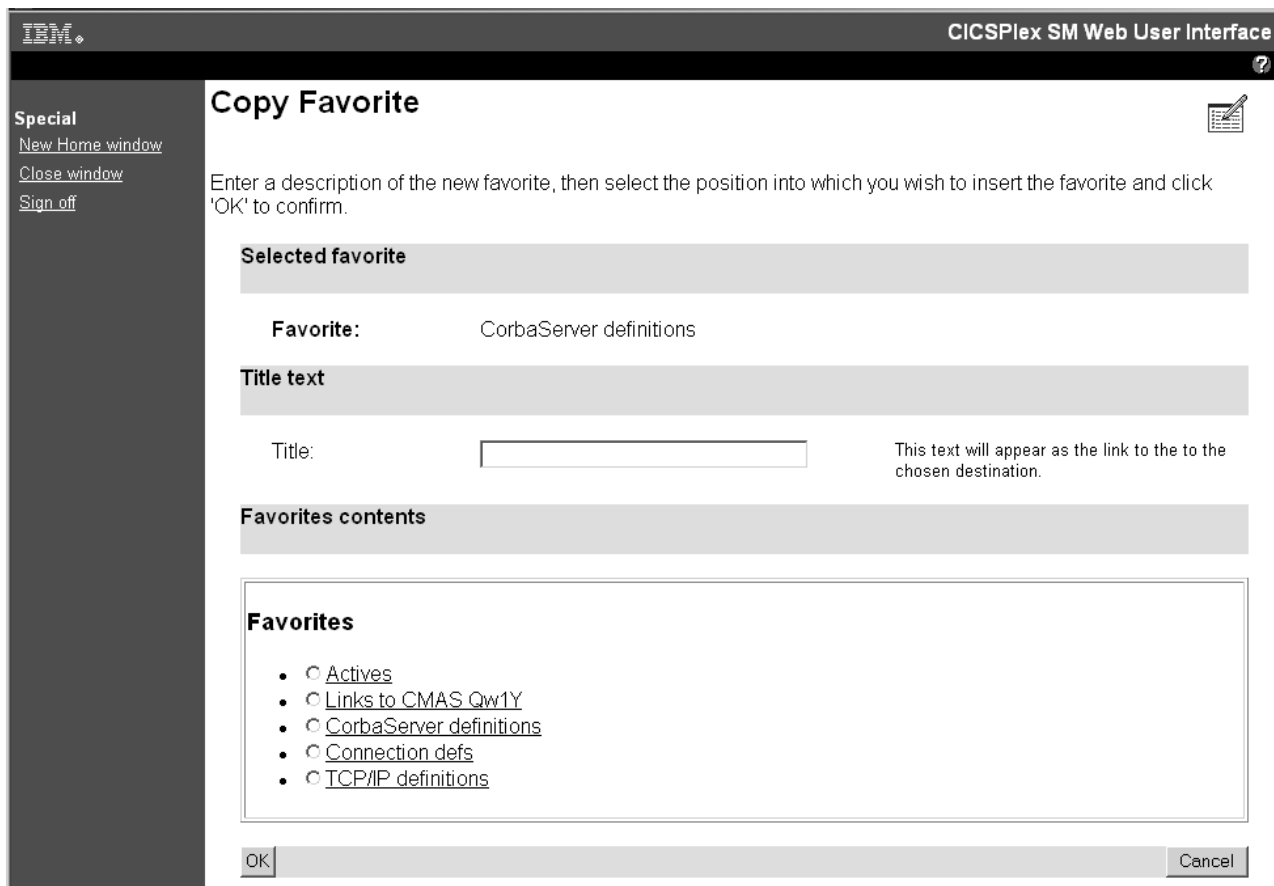 IBM.
CICSPlex SM Web User Interface
?
Special
New Home window
Close window
Sign off
Copy Favorite
Enter a description of the new favorite, then select the position into which you wish to insert the favorite and click
'OK' to confirm.
Selected favorite
Favorite: CorbaServer definitions
Title text
Title:
This text will appear as the link to the to the
chosen destination.
Favorites contents
Favorites
Actives
Links to CMAS Qw1Y
CorbaServer definitions
Connection defs
TCP/IP definitions
OK
Cancel